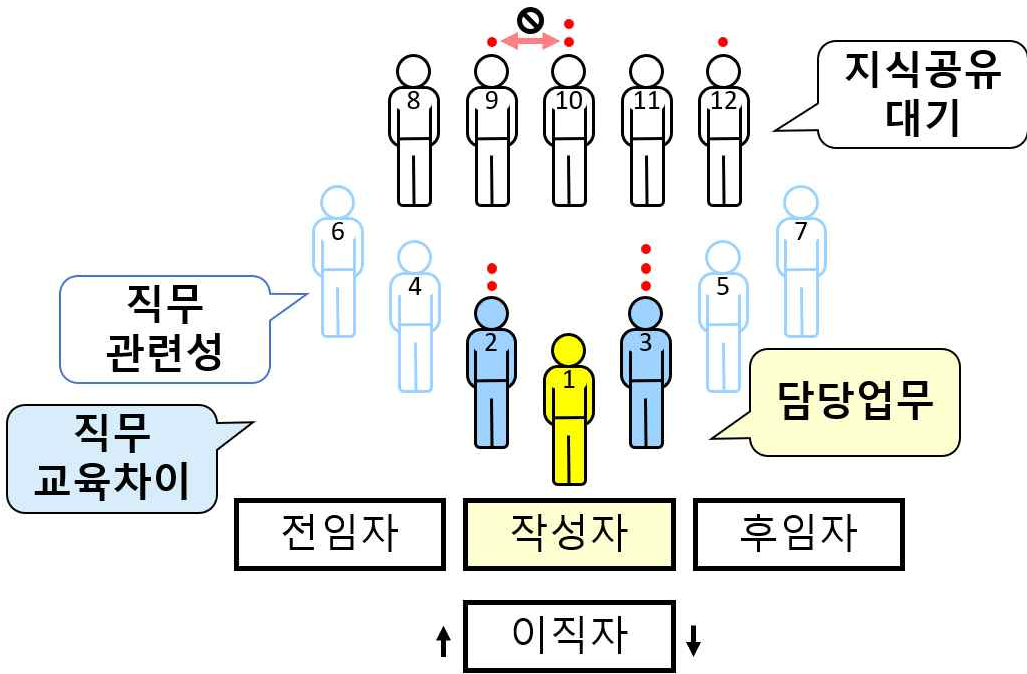 8 9 10 11 12
지식공유
대기
6 7
4 5
직무
관련성
2 3
1
담당업무
직무
교육차이
전임자 작성자 후임자
이직자